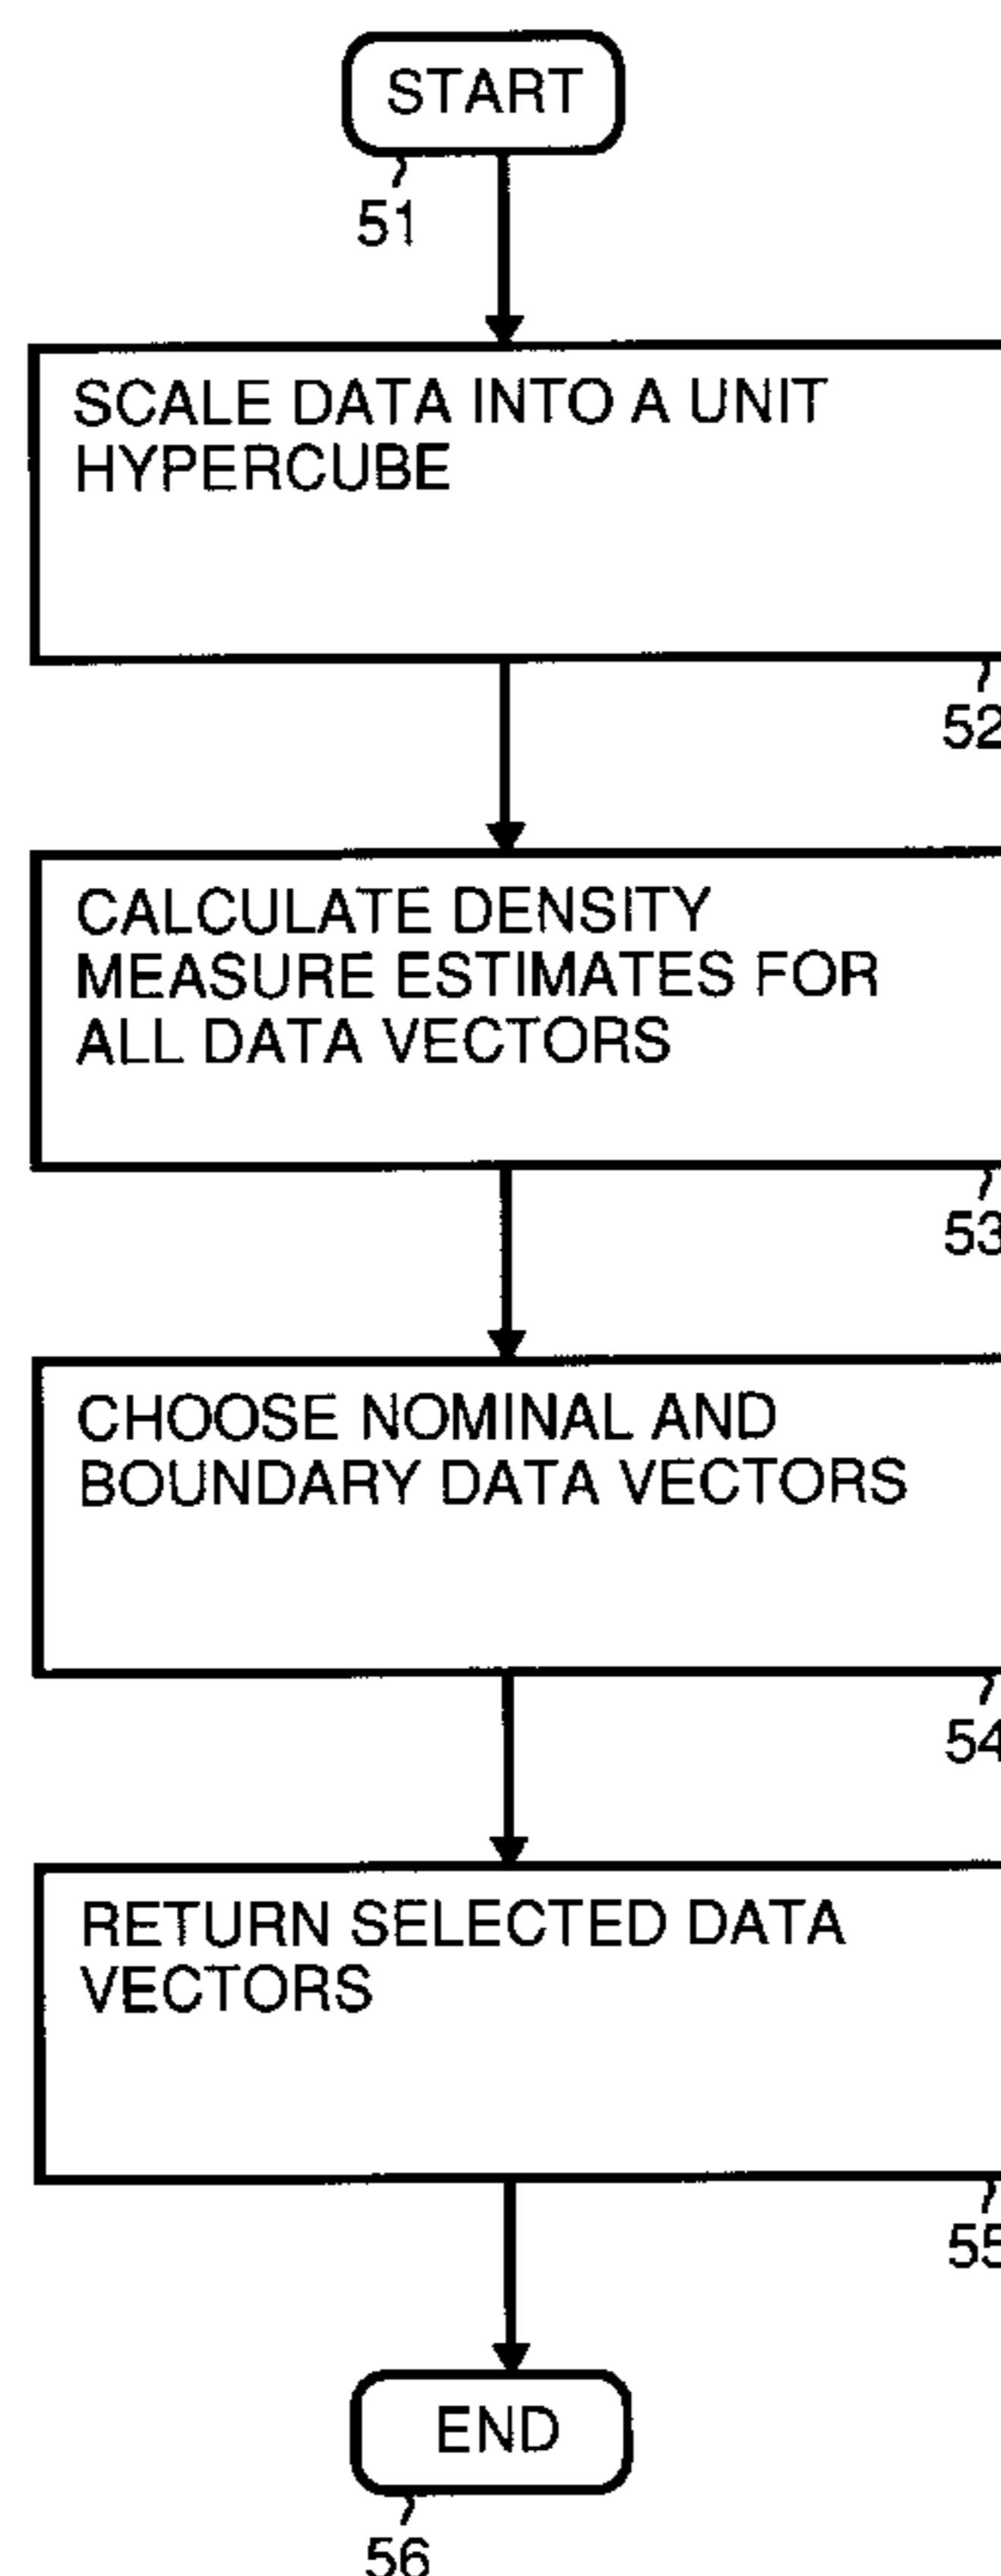 START
51
SCALE DATA INTO A UNIT
HYPERCUBE
52
CALCULATE DENSITY
MEASURE ESTIMATES FOR
ALL DATA VECTORS
53
CHOOSE NOMINAL AND
BOUNDARY DATA VECTORS
54
RETURN SELECTED DATA
VECTORS
55
END
56